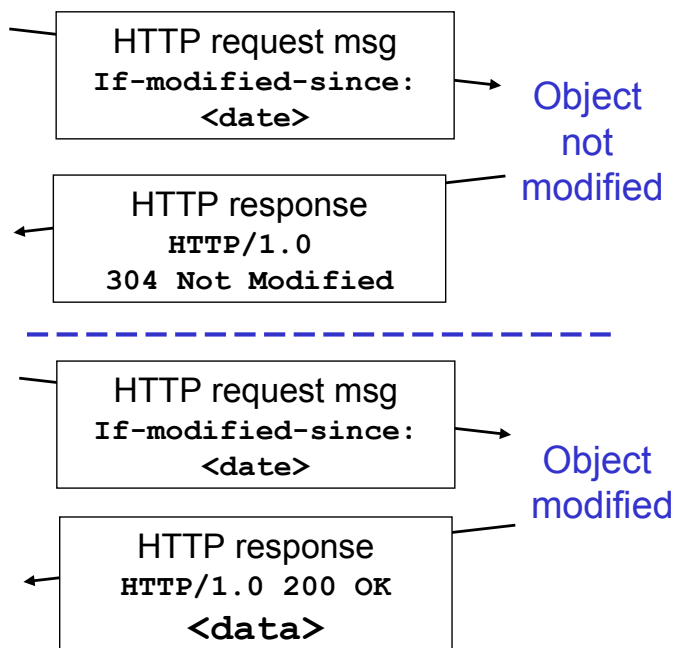 HTTP request msg
If-modified-since:
<date>
Object
not
modified
HTTP response
HTTP/1.0
304 Not Modified
HTTP request msg
If-modified-since:
<date>
Object
modified
HTTP response
HTTP/1.0 200 OK
<data>